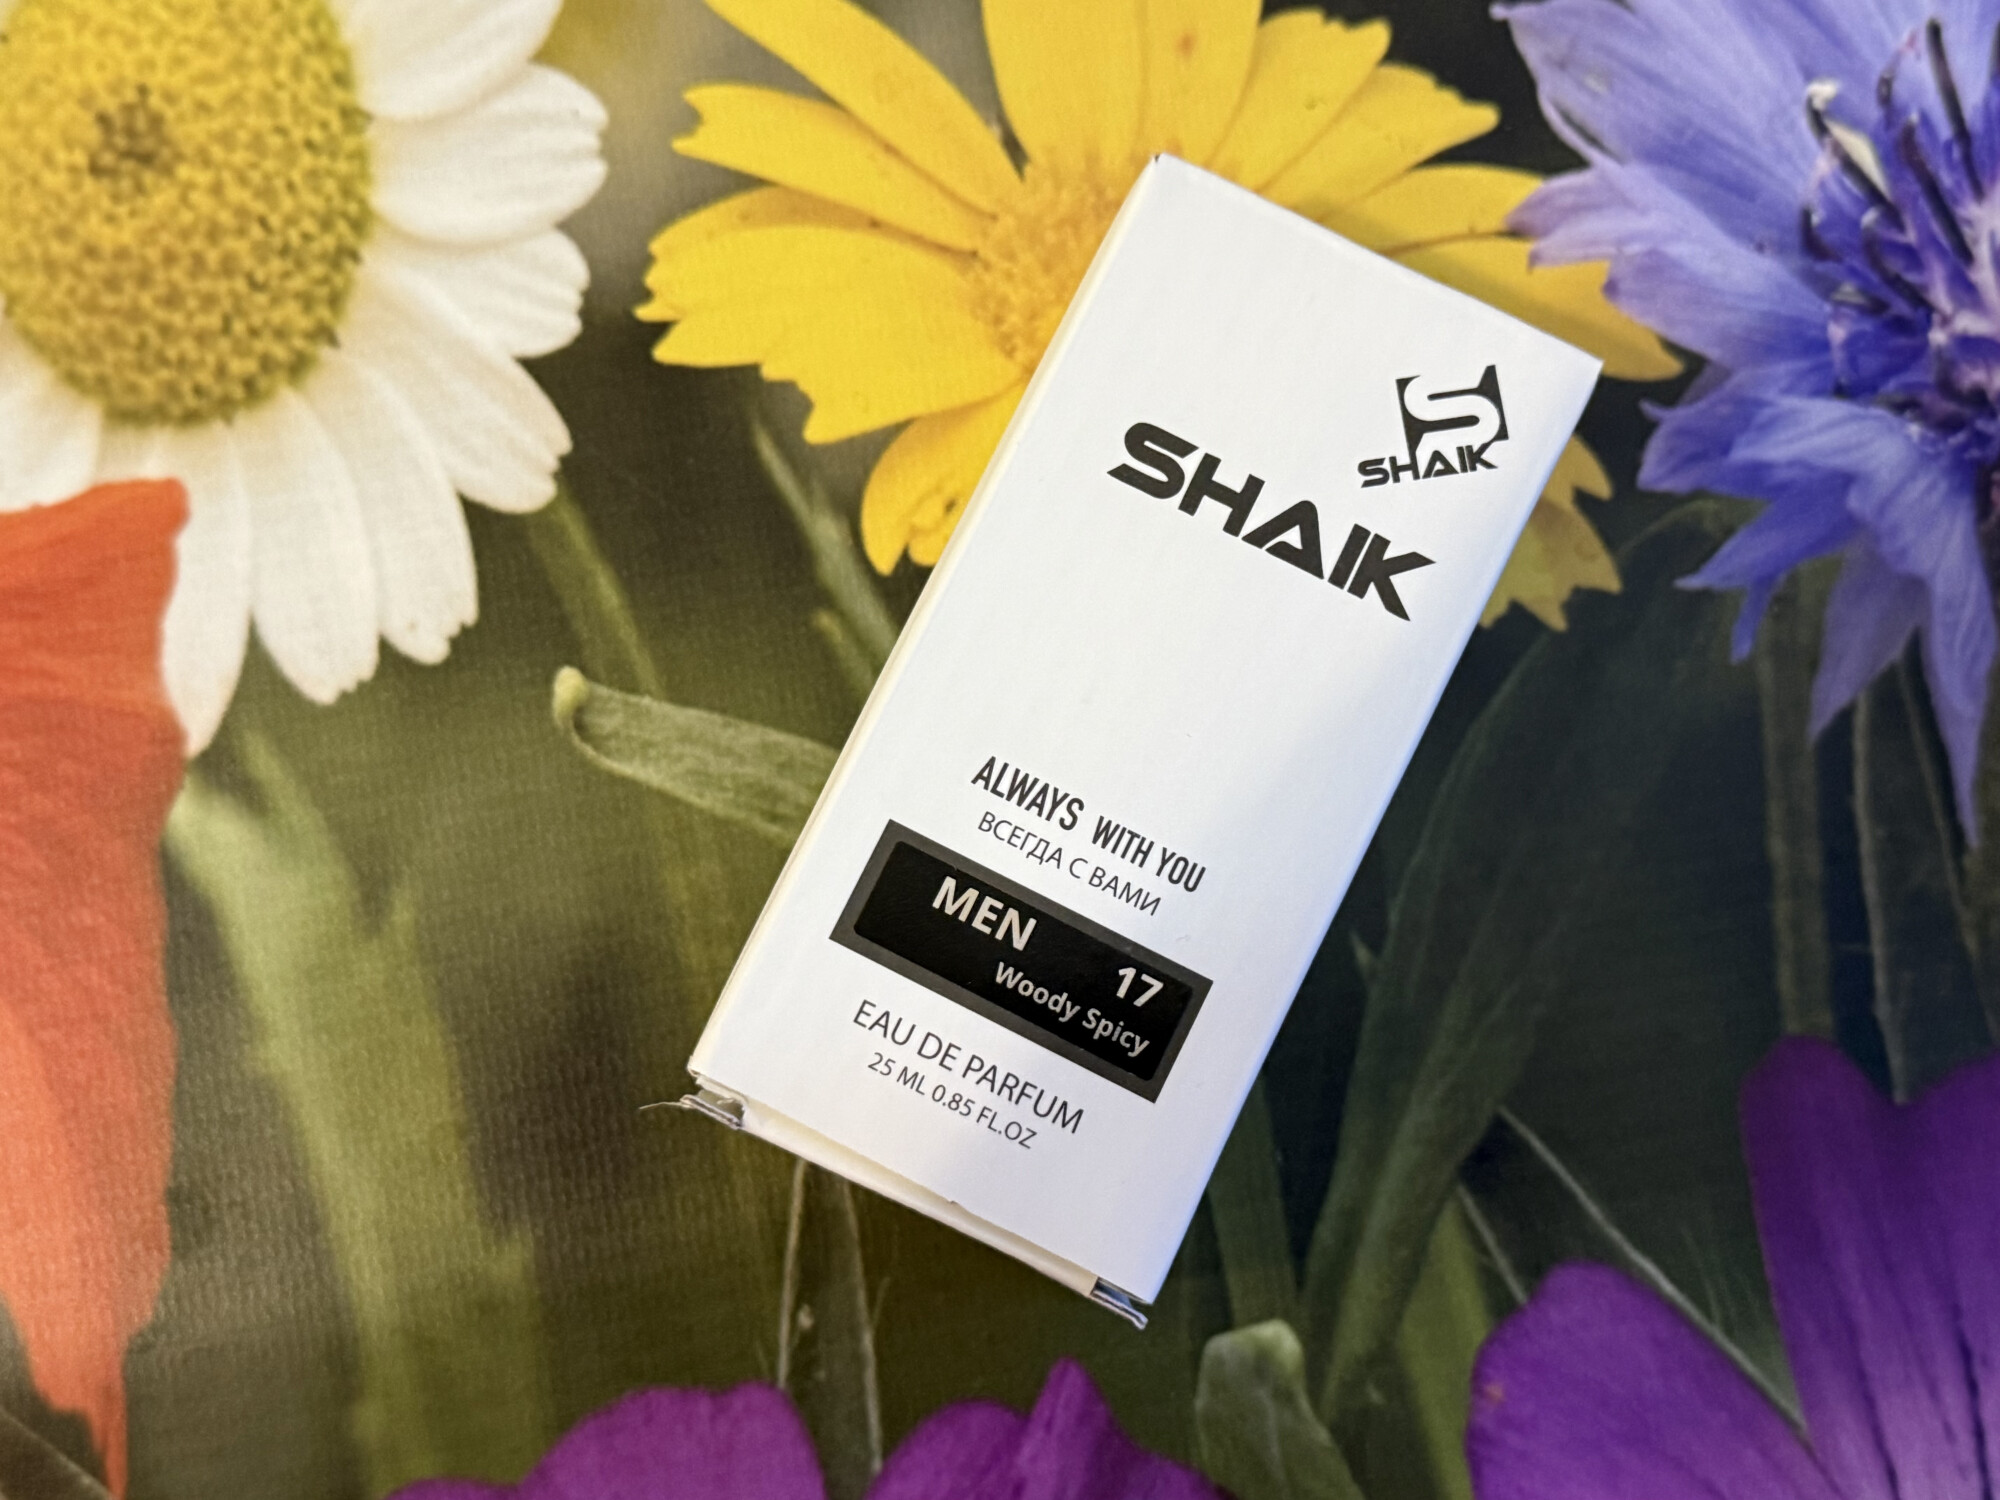 SHAIK
SHAIK
ALWAYS WITH YOU
ВСЕГДА С ВАМИ
MEN
17
Woody Spicy
EAU DE PARFUM
25 ML 0.85 FL.OZ